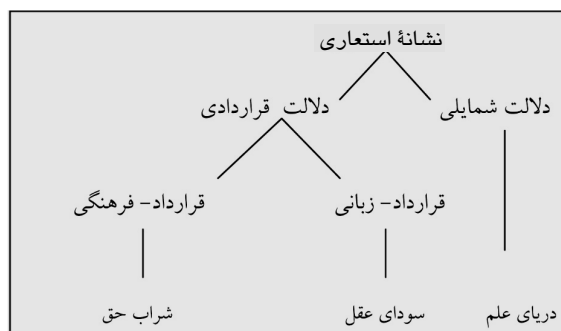 نشانهٔ استعاری
دلالت شمایلی
دلالت قراردادی
قرارداد- زبانی
قرارداد- فرهنگی
دریای علم
سودای عقل
شراب حق